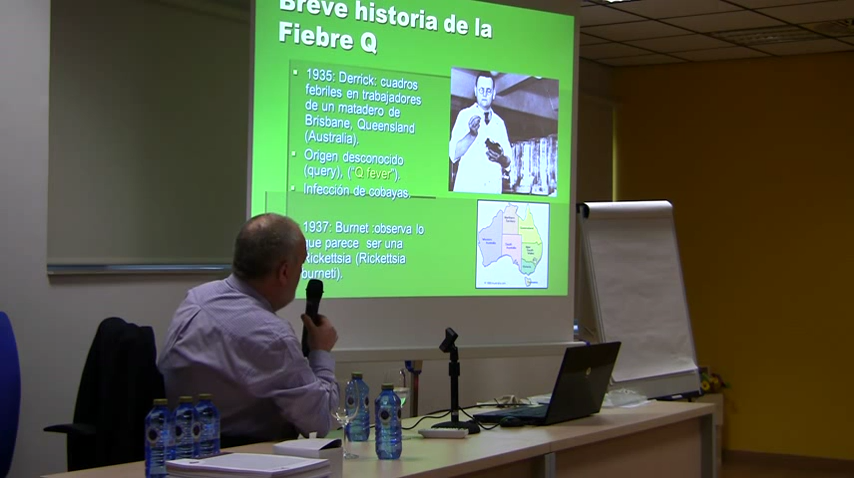 Breve historia de la
Fiebre Q
1935: Derrick: cuadros
febriles en trabajadores
de un matadero de
Brisbane, Queensland
(Australia).
Origen desconocido
(query), ("Q fever").
Infección de cobayas
1937: Burnet :observa lo
que parece ser una
Rickettsia (Rickettsia
burneti).